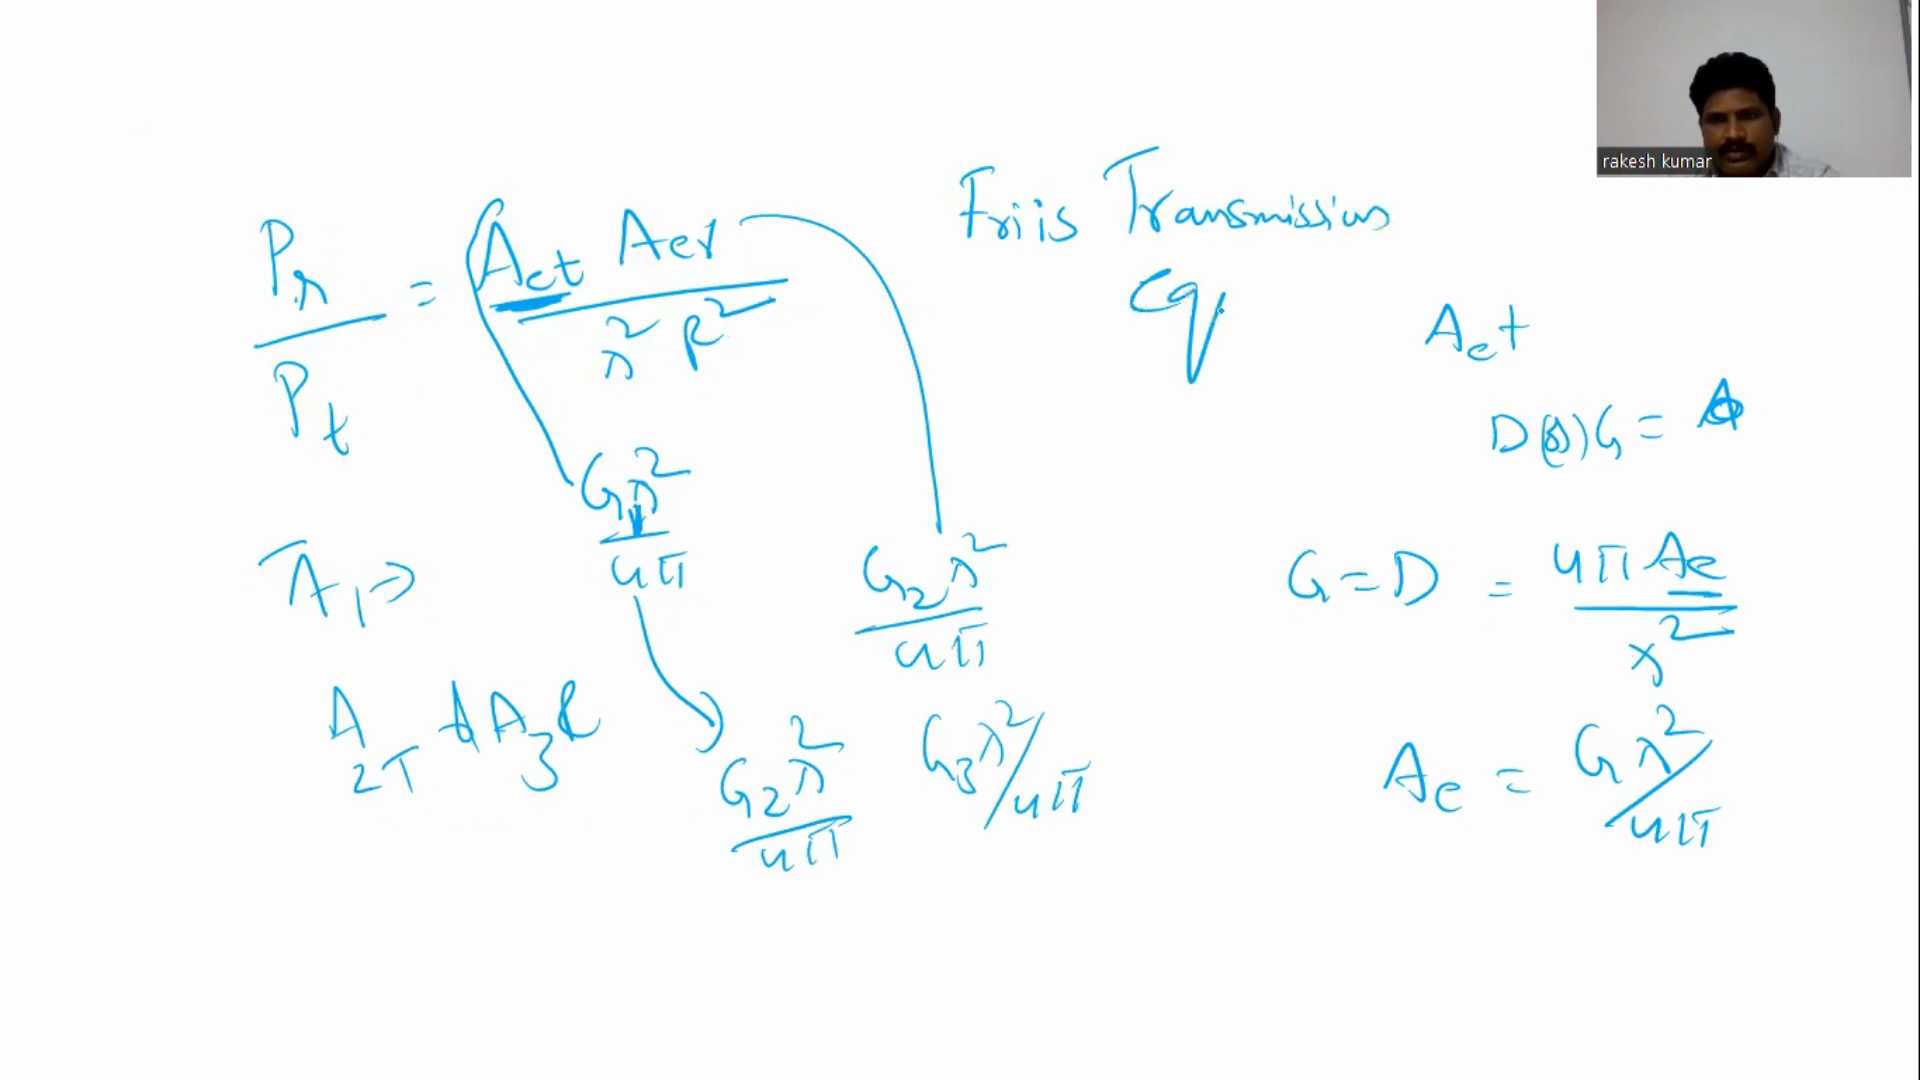 rakesh kumar
Friis Transmission
Eq.
Pr/Pt = Aet Aer / λ² R²
Aet
D(θ)G =
G₁λ²/4π
G₂λ²/4π
G = D = 4πAe/λ²
A₁ →
A₂T A₃R
G₂λ²/4π G₃λ²/4π
Ae = Gλ²/4π